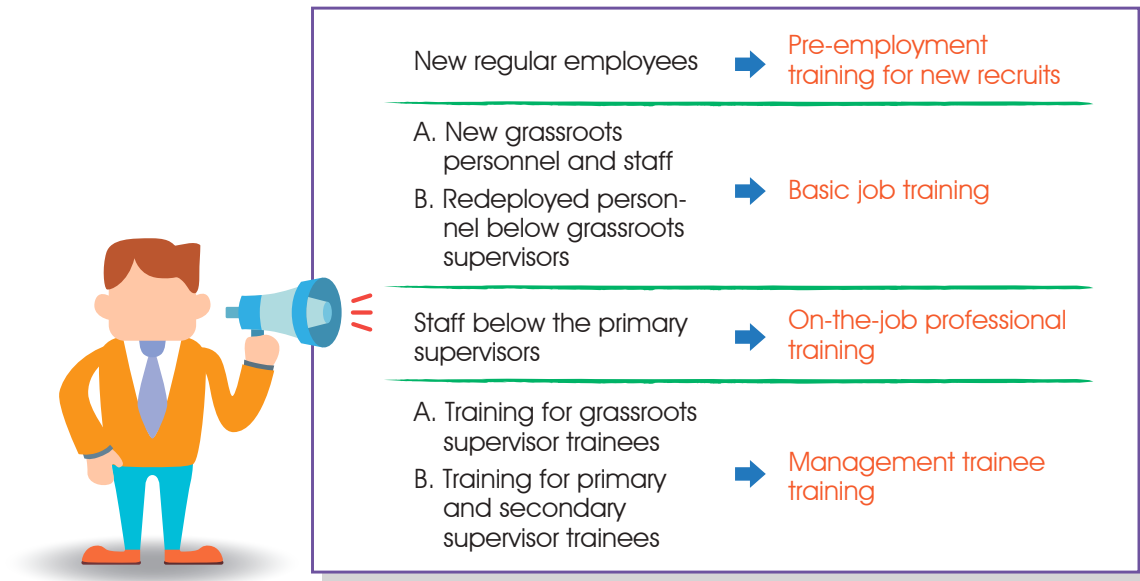 New regular employees
Pre-employment
training for new recruits
A. New grassroots
personnel and staff
B. Redeployed person-
nel below grassroots
supervisors
Basic job training
Staff below the primary
supervisors
On-the-job professional
training
A. Training for grassroots
supervisor trainees
B. Training for primary
and secondary
supervisor trainees
Management trainee
training